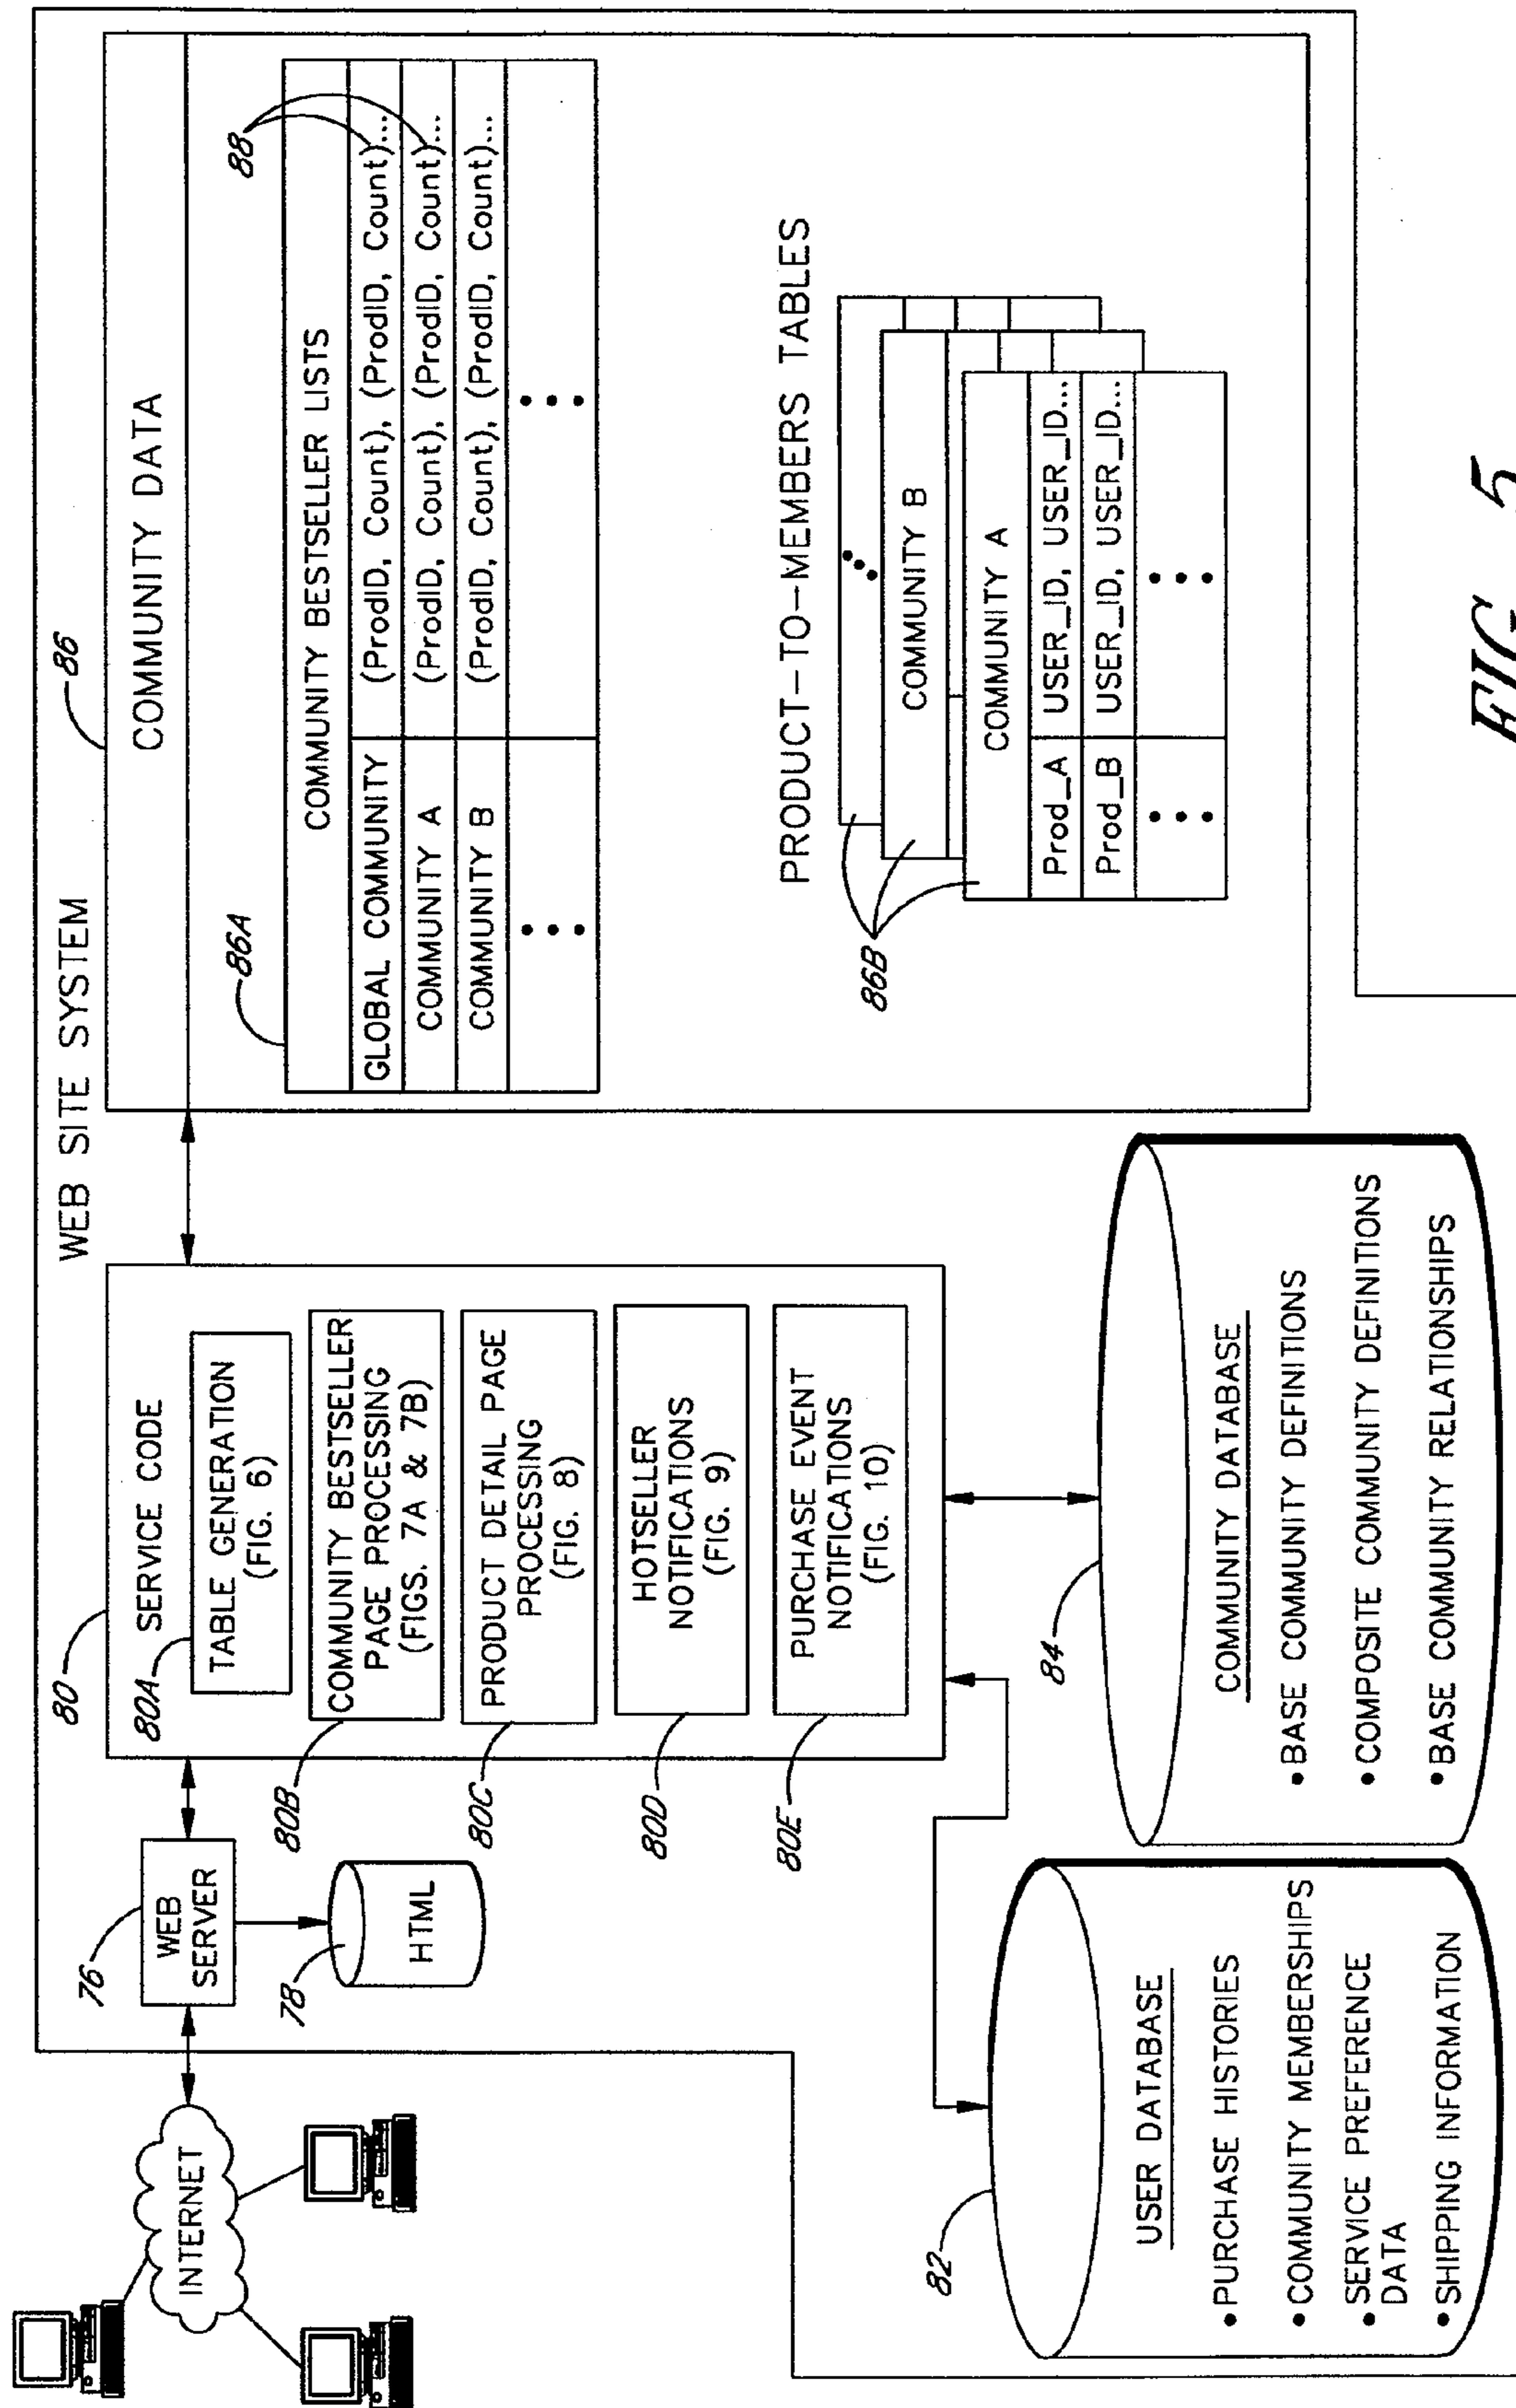 WEB SITE SYSTEM
INTERNET
76
WEB
SERVER
78
HTML
80
SERVICE CODE
80A
TABLE GENERATION
(FIG. 6)
80B
COMMUNITY BESTSELLER
PAGE PROCESSING
(FIGS. 7A & 7B)
80C
PRODUCT DETAIL PAGE
PROCESSING
(FIG. 8)
80D
HOTSELLER
NOTIFICATIONS
(FIG. 9)
80E
PURCHASE EVENT
NOTIFICATIONS
(FIG. 10)
82
USER DATABASE
• PURCHASE HISTORIES
• COMMUNITY MEMBERSHIPS
• SERVICE PREFERENCE
DATA
• SHIPPING INFORMATION
84
COMMUNITY DATABASE
• BASE COMMUNITY DEFINITIONS
• COMPOSITE COMMUNITY DEFINITIONS
• BASE COMMUNITY RELATIONSHIPS
86
COMMUNITY DATA
86A
88
COMMUNITY BESTSELLER LISTS
GLOBAL COMMUNITY (ProdID, Count), (ProdID, Count)...
COMMUNITY A (ProdID, Count), (ProdID, Count)...
COMMUNITY B (ProdID, Count), (ProdID, Count)...
PRODUCT-TO-MEMBERS TABLES
86B
COMMUNITY B
COMMUNITY A
Prod_A USER_ID, USER_ID...
Prod_B USER_ID, USER_ID...
FIG. 5